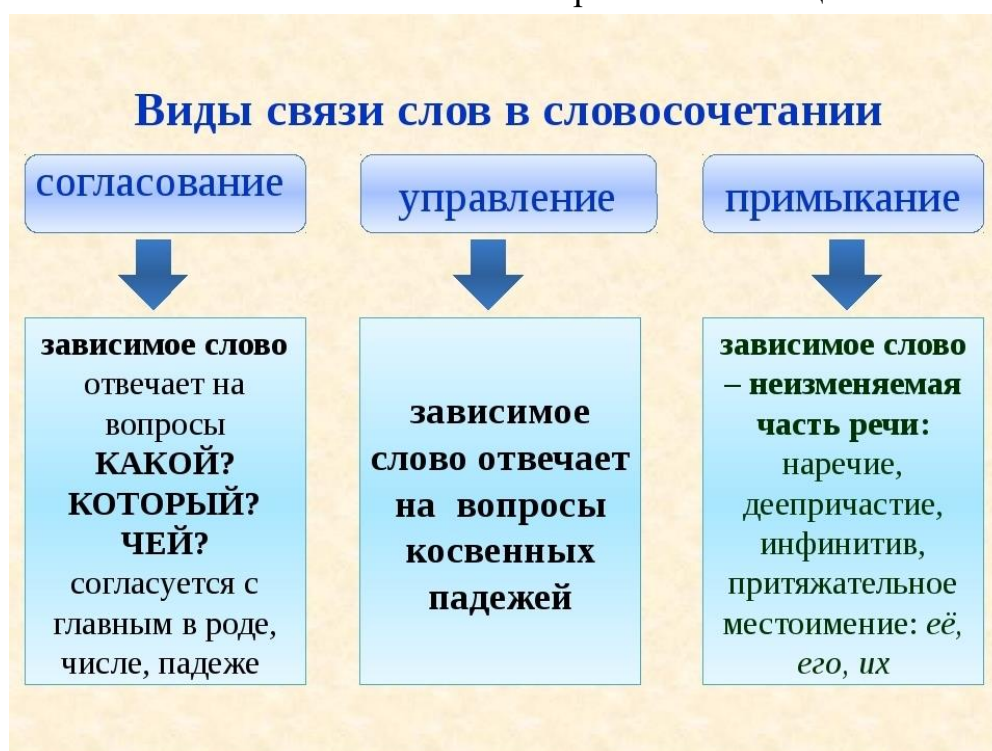 Виды связи слов в словосочетании
согласование
управление
примыкание
зависимое слово
отвечает на
вопросы
КАКОЙ?
КОТОРЫЙ?
ЧЕЙ?
согласуется с
главным в роде,
числе, падеже
зависимое
слово отвечает
на вопросы
косвенных
падежей
зависимое слово
– неизменяемая
часть речи:
наречие,
деепричастие,
инфинитив,
притяжательное
местоимение: её,
его, их